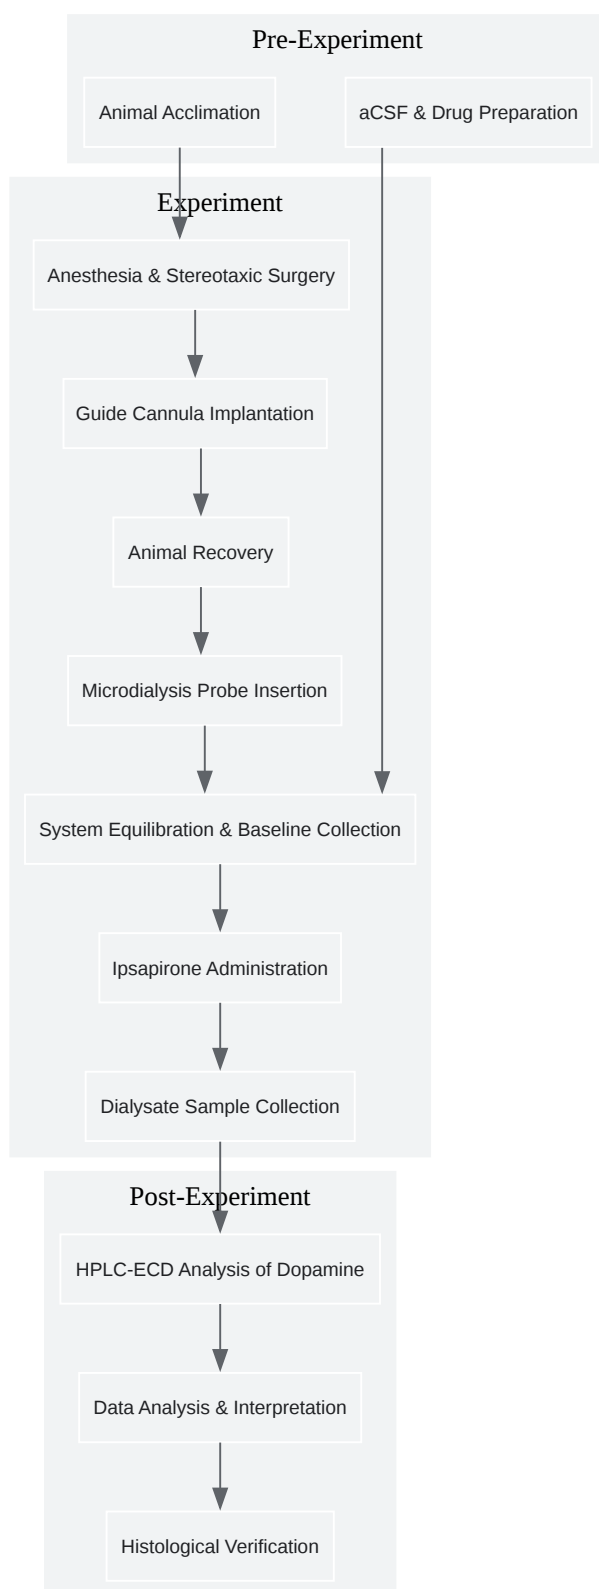 Pre-Experiment
Animal Acclimation
aCSF & Drug Preparation
Experiment
Anesthesia & Stereotaxic Surgery
Guide Cannula Implantation
Animal Recovery
Microdialysis Probe Insertion
System Equilibration & Baseline Collection
Ipsapirone Administration
Dialysate Sample Collection
Post-Experiment
HPLC-ECD Analysis of Dopamine
Data Analysis & Interpretation
Histological Verification